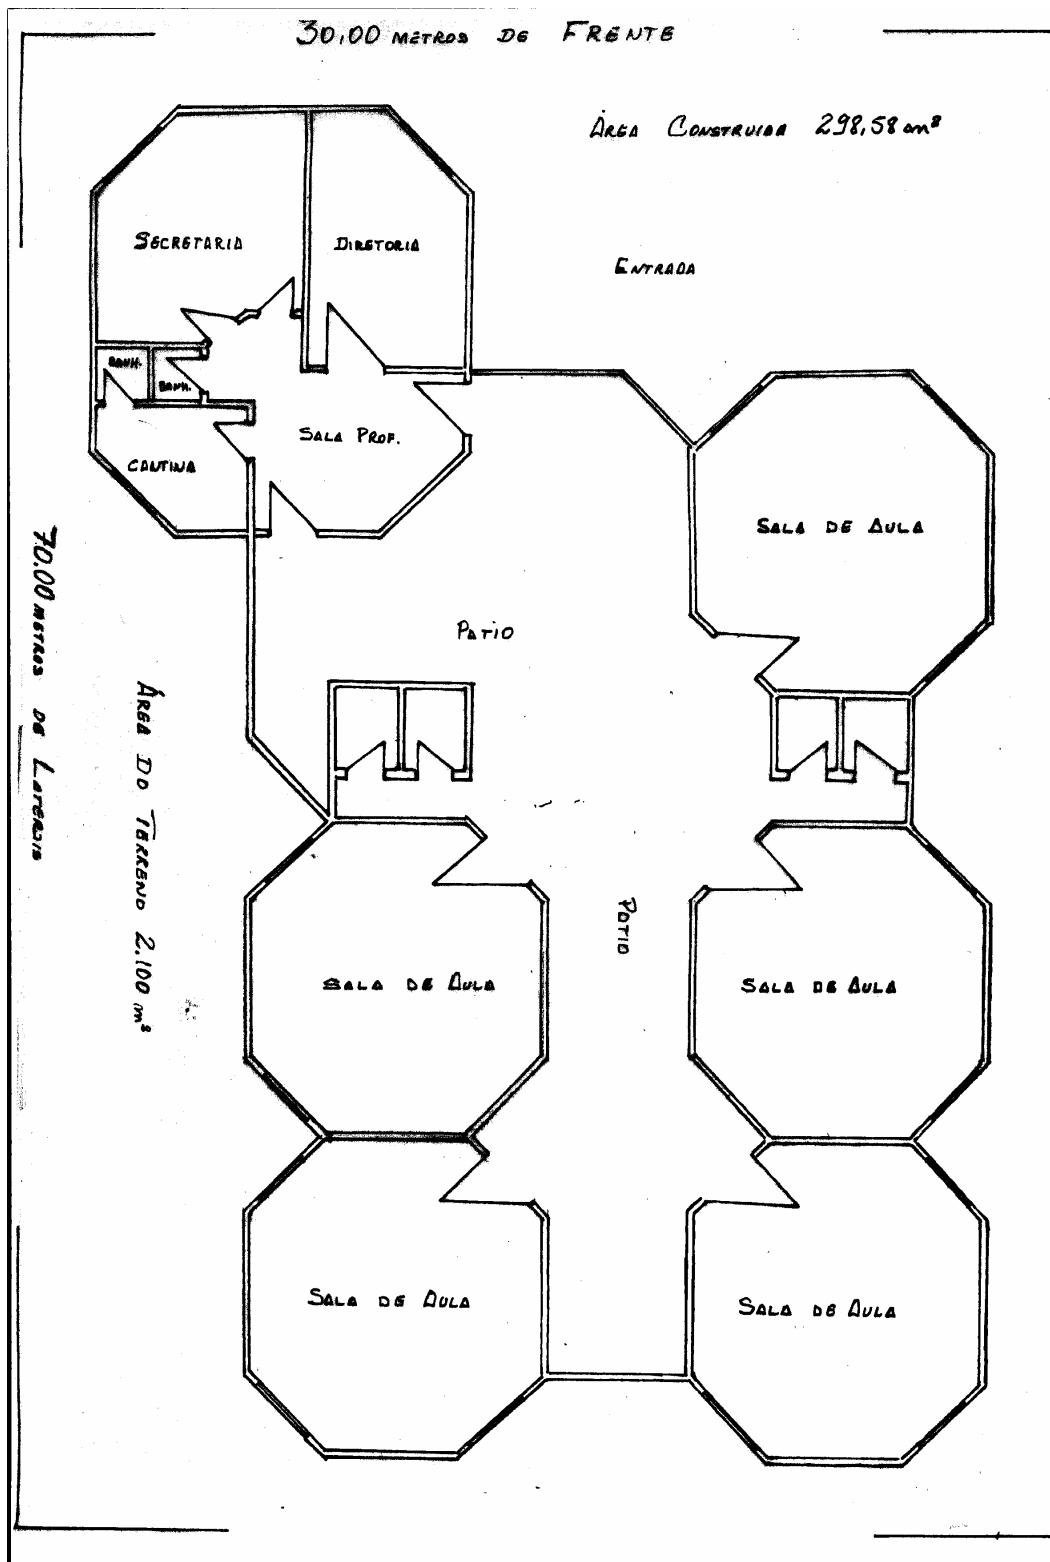 30,00 METROS DE FRENTE
ÁREA CONSTRUIDA 298,58 m²
SECRETARIA
DIRETORIA
ENTRADA
BANH.
BANH.
SALA PROF.
CANTINA
SALA DE AULA
70.00 METROS DE LATERAIS
PATIO
ÁREA DO TERRENO 2.100 m²
PATIO
SALA DE AULA
SALA DE AULA
SALA DE AULA
SALA DE AULA